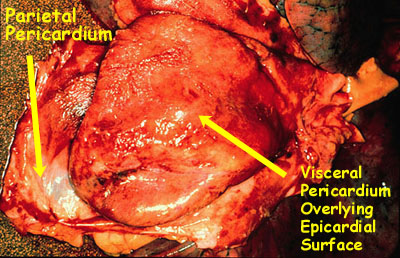 Parietal
Pericardium
Visceral
Pericardium
Overlying
Epicardial
Surface